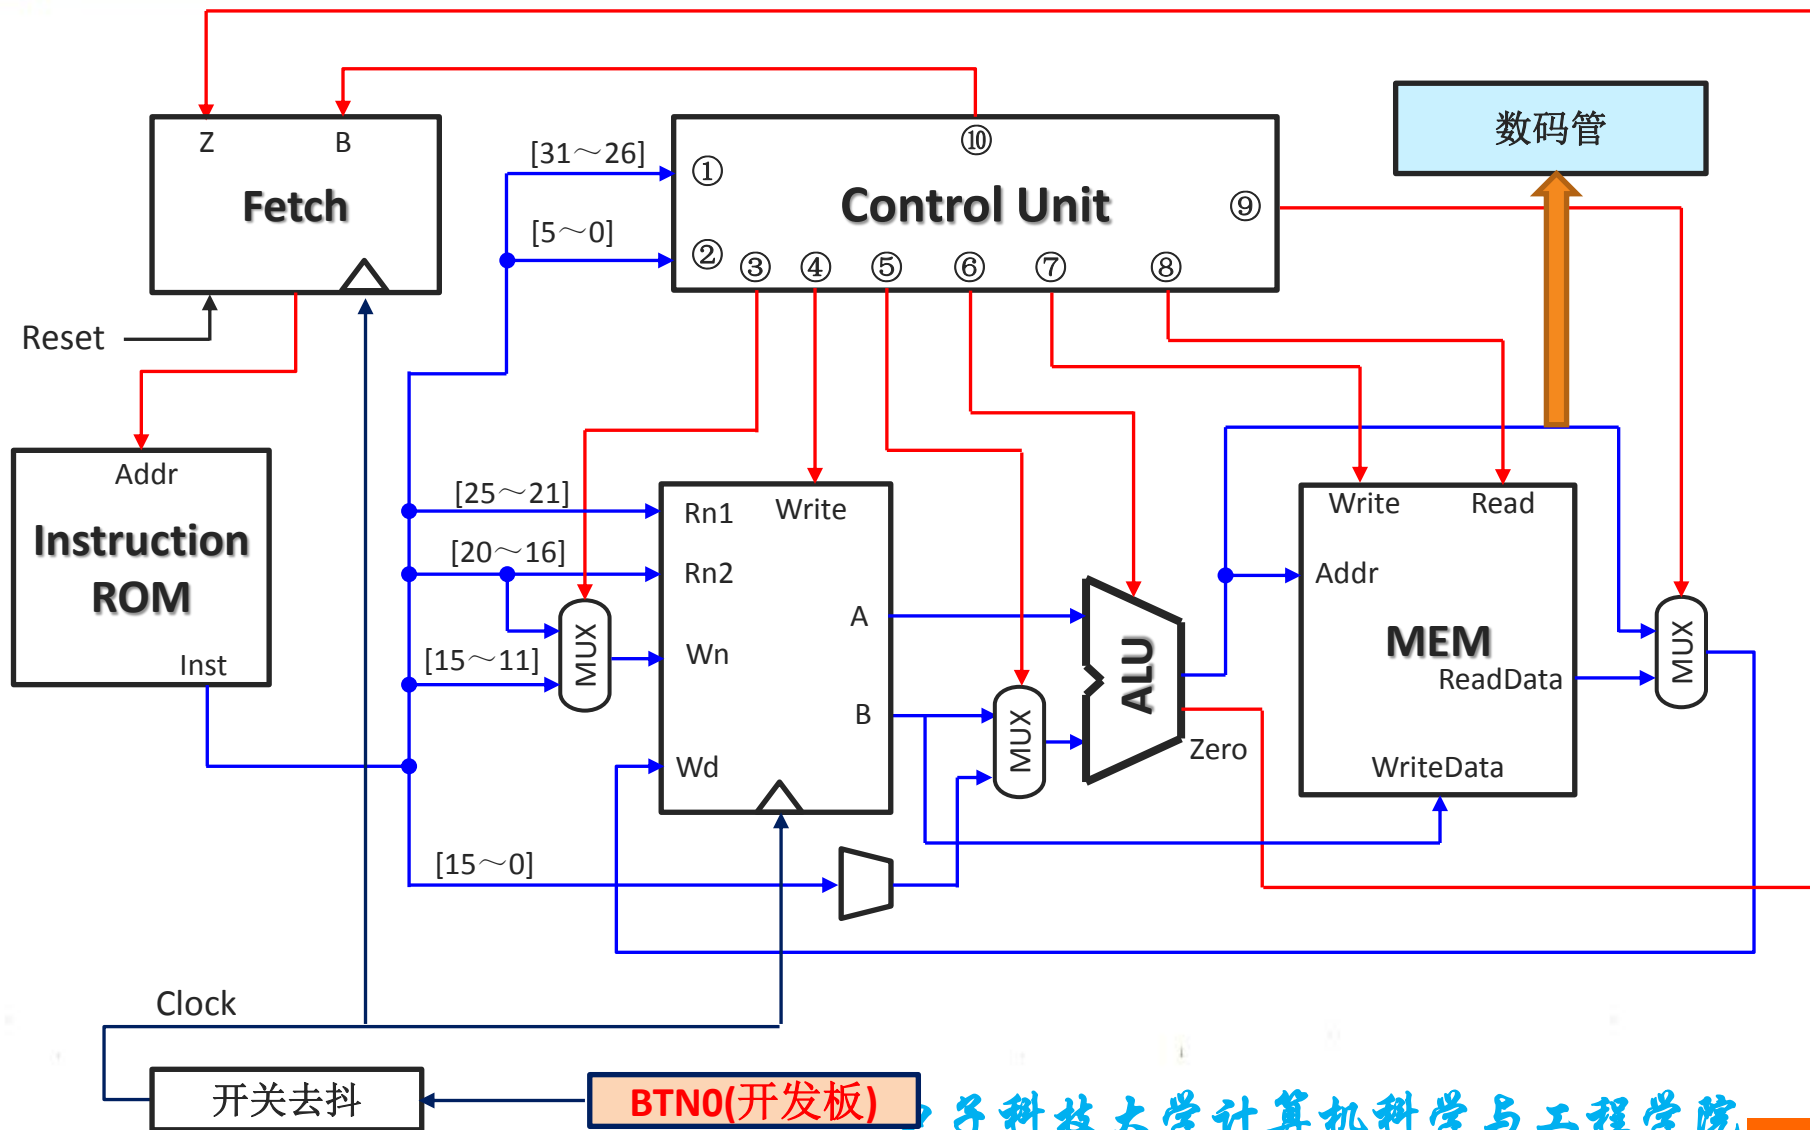 Z
B
Fetch
Reset
[31～26]
[5～0]
①
②
③
④
⑤
⑥
⑦
⑧
⑨
⑩
Control Unit
数码管
Addr
Instruction
ROM
Inst
[25～21]
[20～16]
[15～11]
[15～0]
MUX
Rn1
Write
Rn2
Wn
Wd
A
B
MUX
ALU
Zero
Write
Read
Addr
MEM
ReadData
WriteData
MUX
Clock
开关去抖
BTN0(开发板)
子科技大学计算机科学与工程学院